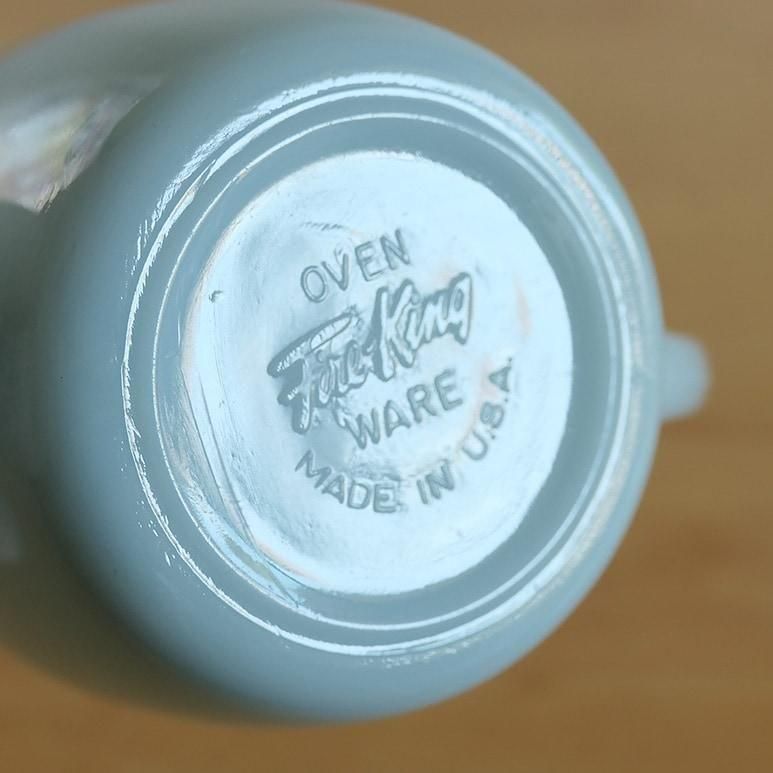 OVEN
Fire-King
WARE
MADE IN U.S.A.